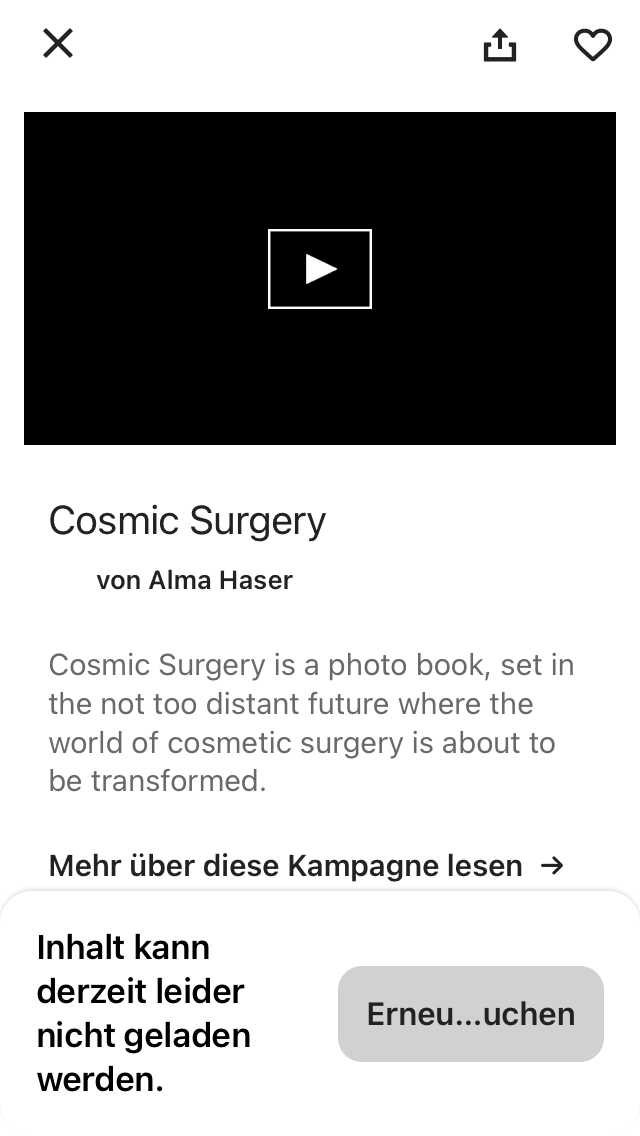 Cosmic Surgery
von Alma Haser
Cosmic Surgery is a photo book, set in
the not too distant future where the
world of cosmetic surgery is about to
be transformed.
Mehr über diese Kampagne lesen →
Inhalt kann
derzeit leider
nicht geladen
werden.
Erneu...uchen